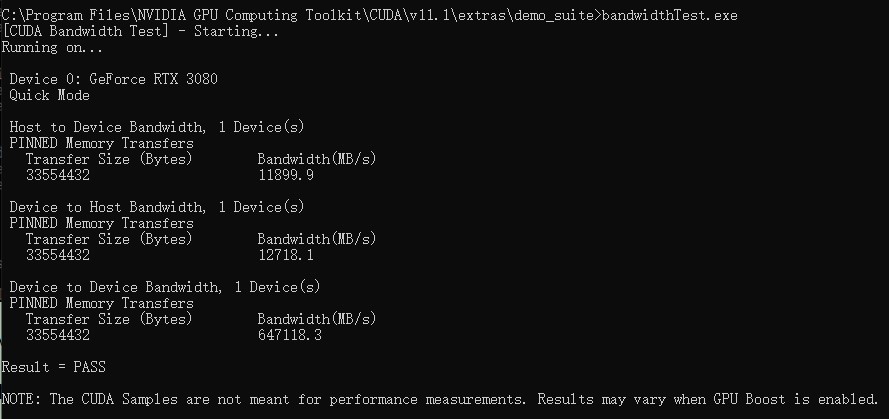 C:\Program Files\NVIDIA GPU Computing Toolkit\CUDA\v11.1\extras\demo_suite>bandwidthTest.exe
[CUDA Bandwidth Test] - Starting...
Running on...
Device 0: GeForce RTX 3080
Quick Mode
Host to Device Bandwidth, 1 Device(s)
PINNED Memory Transfers
Transfer Size (Bytes) Bandwidth(MB/s)
33554432 11899.9
Device to Host Bandwidth, 1 Device(s)
PINNED Memory Transfers
Transfer Size (Bytes) Bandwidth(MB/s)
33554432 12718.1
Device to Device Bandwidth, 1 Device(s)
PINNED Memory Transfers
Transfer Size (Bytes) Bandwidth(MB/s)
33554432 647118.3
Result = PASS
NOTE: The CUDA Samples are not meant for performance measurements. Results may vary when GPU Boost is enabled.